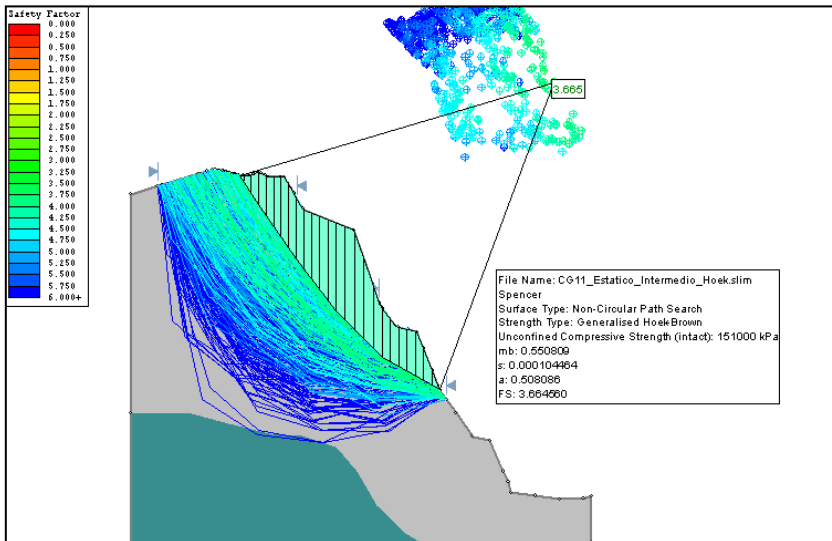 Safety Factor
0.000
0.250
0.500
0.750
1.000
1.250
1.500
1.750
2.000
2.250
2.500
2.750
3.000
3.250
3.500
3.750
4.000
4.250
4.500
4.750
5.000
5.250
5.500
5.750
6.000+
3.665
File Name: CG11_Estatico_Intermedio_Hoek.slim
Spencer
Surface Type: Non-Circular Path Search
Strength Type: Generalised Hoek-Brown
Unconfined Compressive Strength (intact): 151000 kPa
mb: 0.550809
s: 0.000104464
a: 0.508086
FS: 3.664560